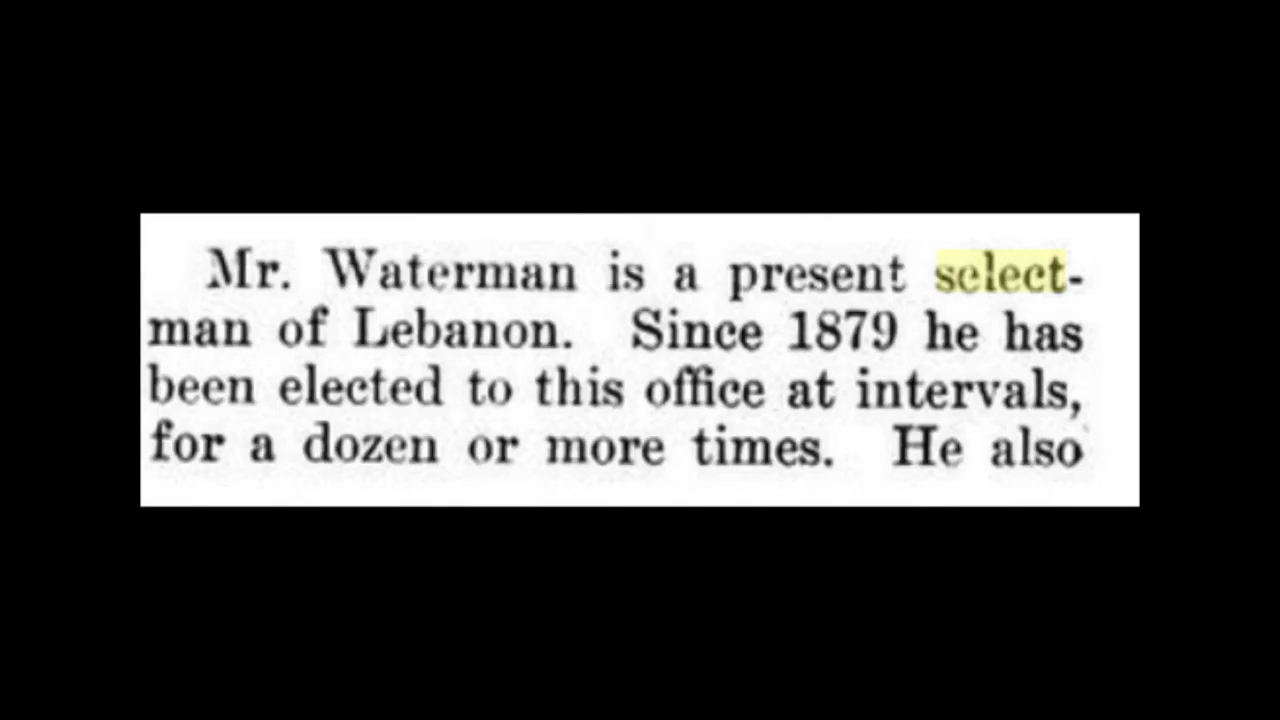 Mr. Waterman is a present select-
man of Lebanon. Since 1879 he has
been elected to this office at intervals,
for a dozen or more times. He also